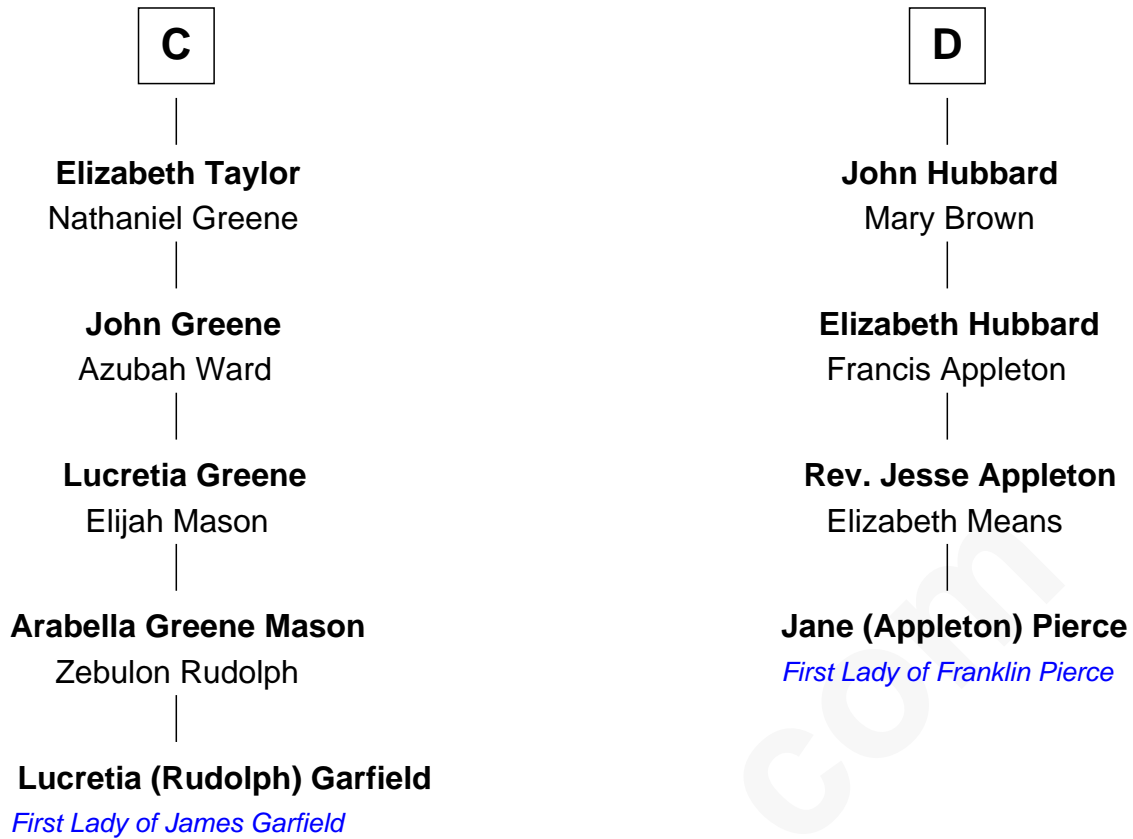 C
Elizabeth Taylor
Nathaniel Greene
John Greene
Azubah Ward
Lucretia Greene
Elijah Mason
Arabella Greene Mason
Zebulon Rudolph
Lucretia (Rudolph) Garfield
First Lady of James Garfield
D
John Hubbard
Mary Brown
Elizabeth Hubbard
Francis Appleton
Rev. Jesse Appleton
Elizabeth Means
Jane (Appleton) Pierce
First Lady of Franklin Pierce
com